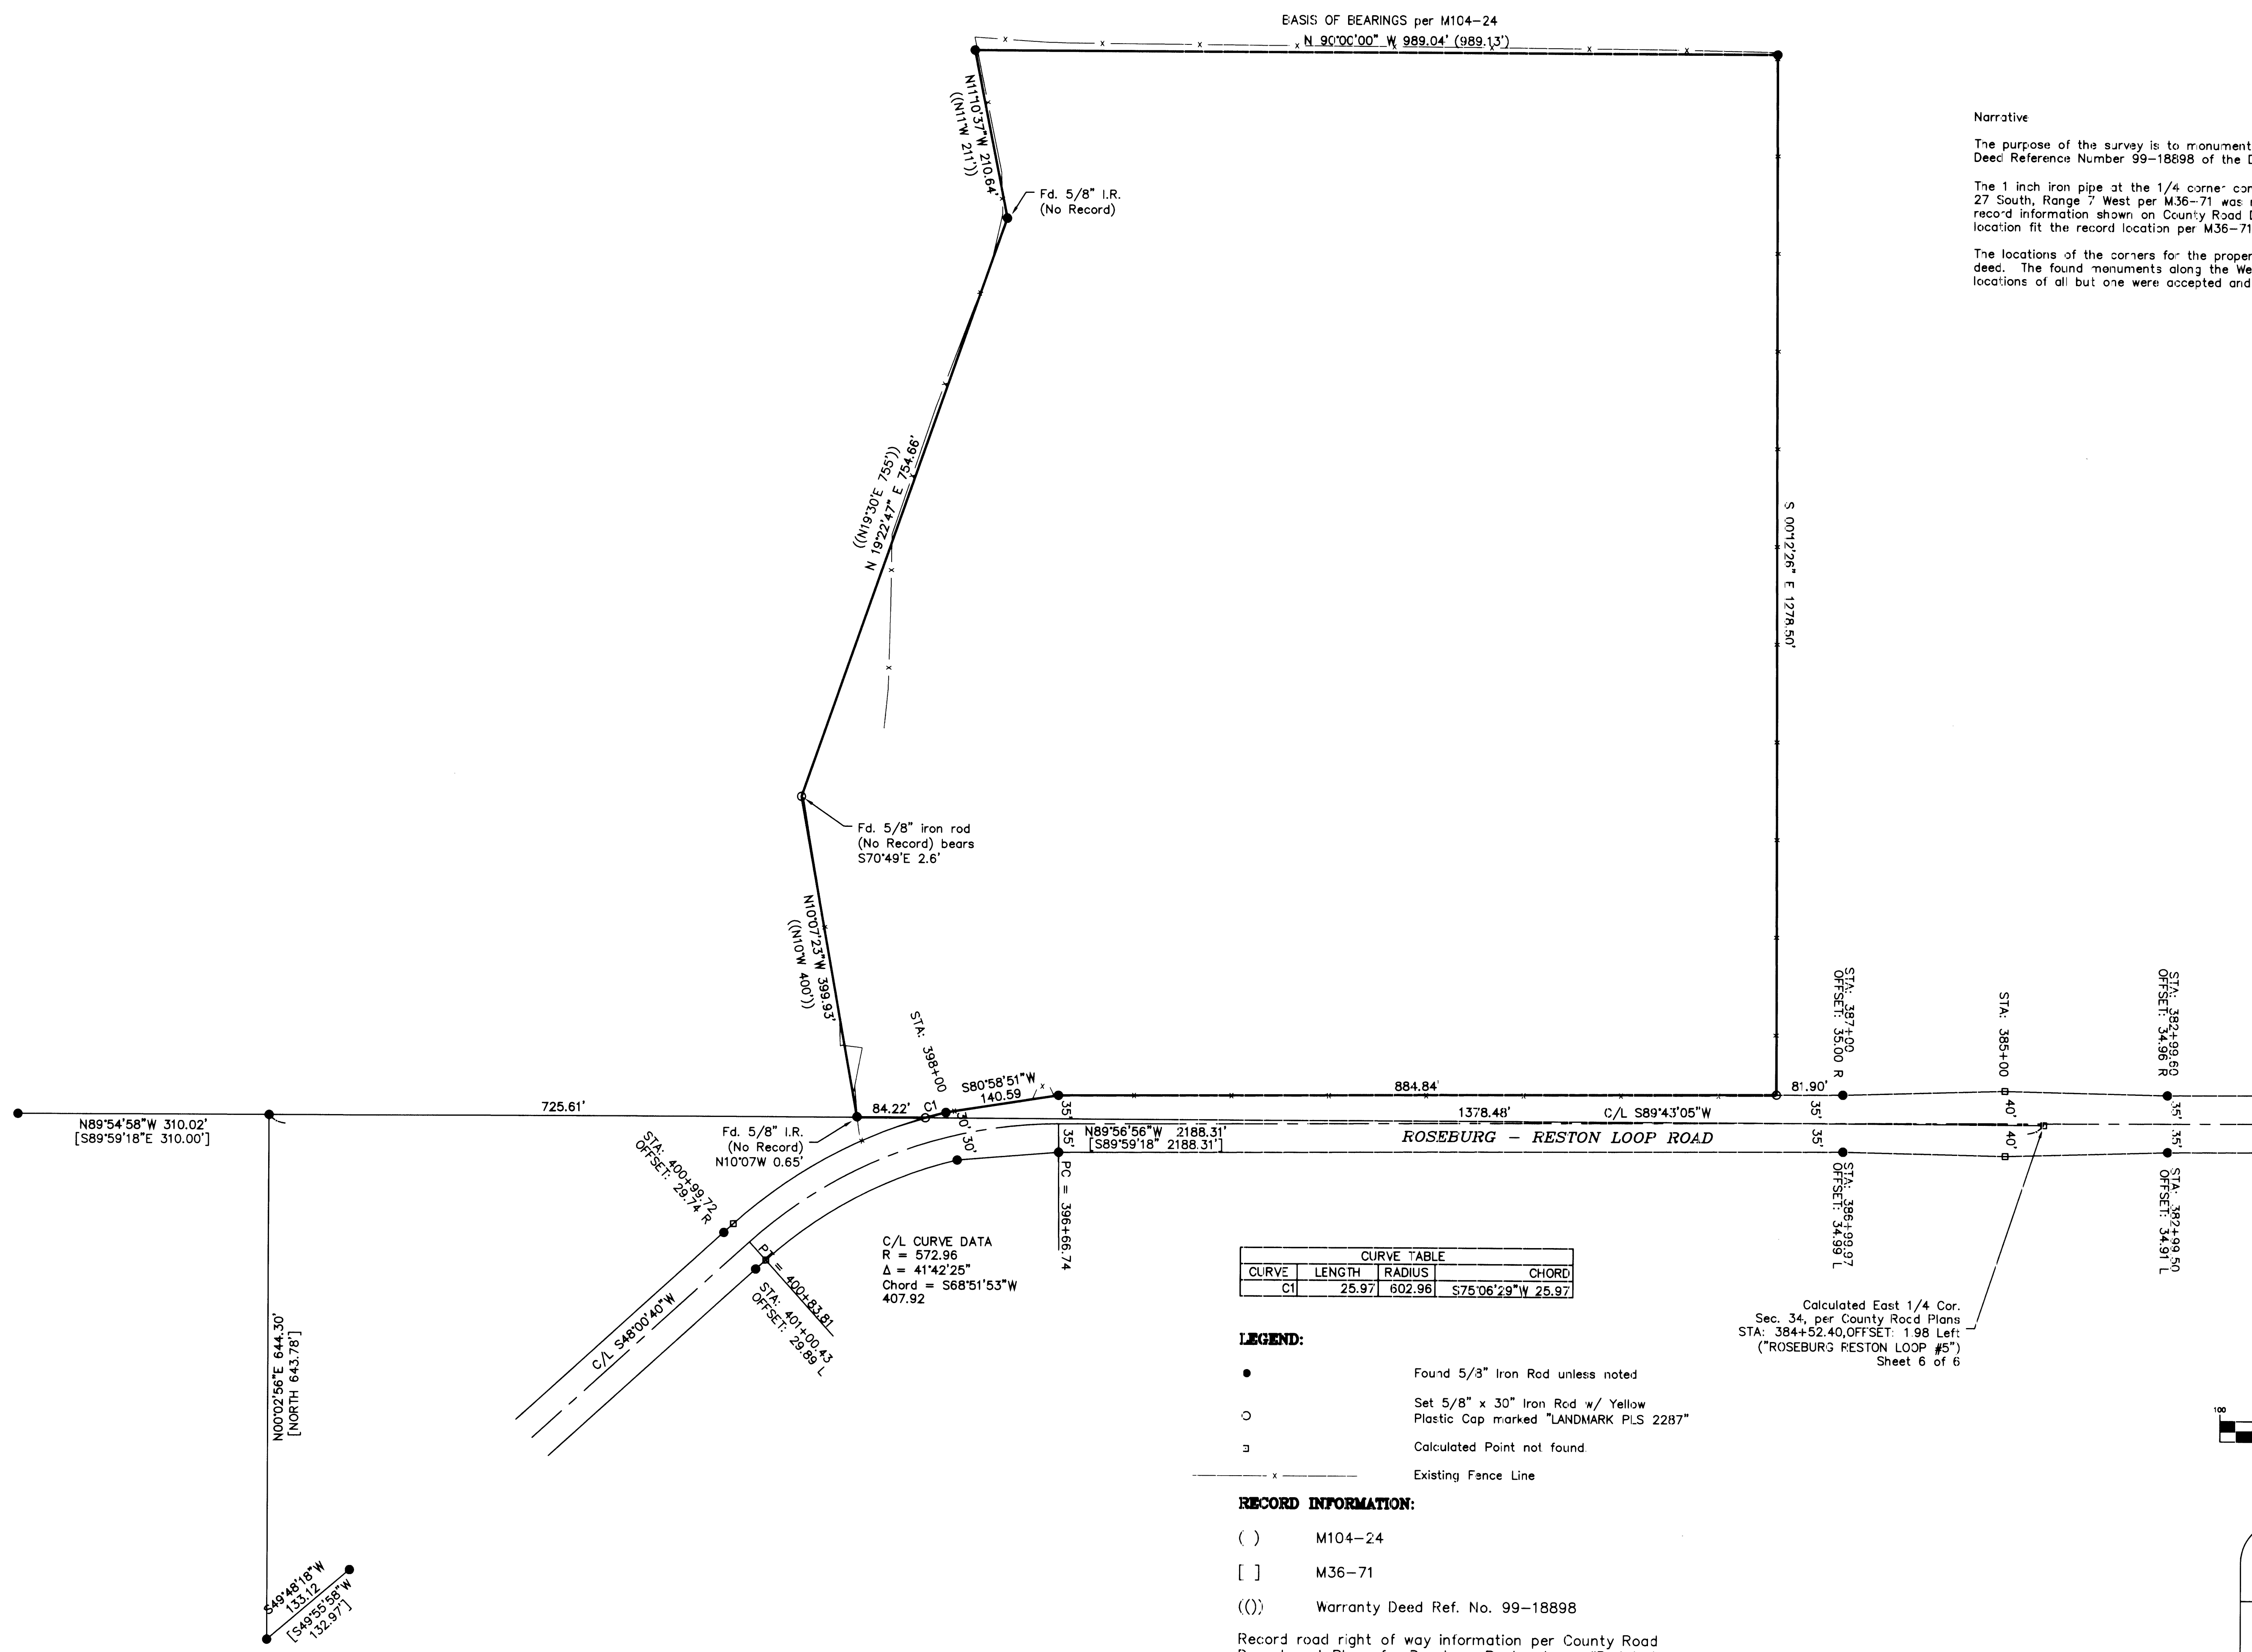 BASIS OF BEARINGS per M104-24
N 90°00'00" W 989.04' (989.13')
N11°10'37"W 210.64'
((N11°W 211'))
Fd. 5/8" I.R.
(No Record)
Narrative
The purpose of the survey is to monument
Deed Reference Number 99-18898 of the
The 1 inch iron pipe at the 1/4 corner
27 South, Range 7 West per M36-71 was
record information shown on County Road
location fit the record location per M36-71
The locations of the corners for the
deed. The found monuments along the
locations of all but one were accepted and
((N19°30'E 755'))
N 19°22'47" E 754.66'
S 00°12'26" E 1278.50'
Fd. 5/8" iron rod
(No Record) bears
S70°49'E 2.6'
N10°07'23"W 399.93'
((N10°W 400'))
STA: 398+00
S80°58'51"W
140.59
884.84'
81.90'
STA: 387+00
OFFSET: 35.00 R
STA: 385+00
STA: 382+99.60
OFFSET: 34.96 R
N89°54'58"W 310.02'
[S89°59'18"E 310.00']
725.61'
84.22'
C1
30'
30'
35'
35'
1378.48'
C/L S89°43'05"W
N89°56'56"W 2188.31'
[S89°59'18" 2188.31']
ROSEBURG - RESTON LOOP ROAD
35'
35'
40'
40'
35'
35'
Fd. 5/8" I.R.
(No Record)
N10°07W 0.65'
STA: 400+99.72
OFFSET: 29.74 R
PC = 396+66.74
STA: 386+99.97
OFFSET: 34.99 L
STA: 382+99.50
OFFSET: 34.91 L
PT = 400+83.81
STA: 401+00.43
OFFSET: 29.89 L
C/L S48°00'40"W
C/L CURVE DATA
R = 572.96
Δ = 41°42'25"
Chord = S68°51'53"W
407.92
CURVE TABLE
CURVE LENGTH RADIUS CHORD
C1 25.97 602.96 S75°06'29"W 25.97
Calculated East 1/4 Cor.
Sec. 34, per County Road Plans
STA: 384+52.40,OFFSET: 1.98 Left
("ROSEBURG RESTON LOOP #5")
Sheet 6 of 6
N00°02'56"E 644.30'
[NORTH 643.78']
S49°48'18"W
133.12
[S49°55'58"W
132.97']
LEGEND:
Found 5/8" Iron Rod unless noted
Set 5/8" x 30" Iron Rod w/ Yellow
Plastic Cap marked "LANDMARK PLS 2287"
Calculated Point not found
x Existing Fence Line
100
RECORD INFORMATION:
( ) M104-24
[ ] M36-71
(()) Warranty Deed Ref. No. 99-18898
Record road right of way information per County Road